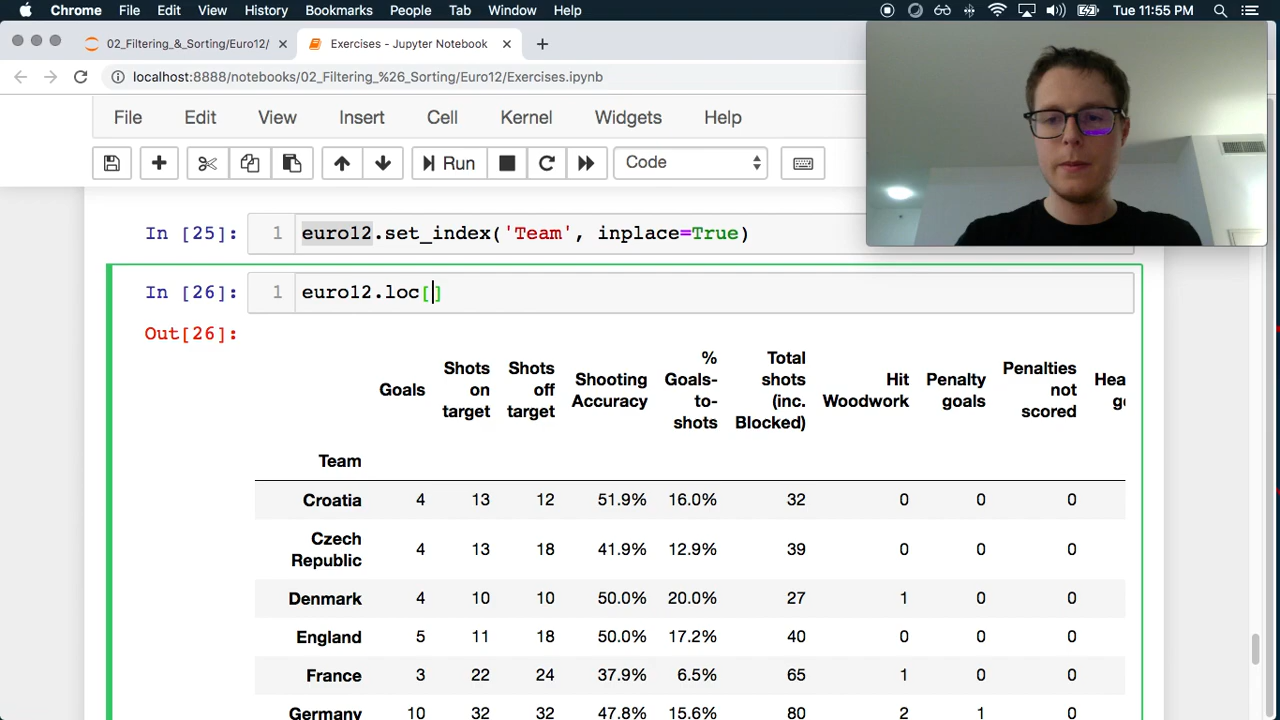 Chrome File Edit View History Bookmarks People Tab Window Help Tue 11:55 PM
02_Filtering_&_Sorting/Euro12/ Exercises - Jupyter Notebook
localhost:8888/notebooks/02_Filtering_%26_Sorting/Euro12/Exercises.ipynb
File Edit View Insert Cell Kernel Widgets Help
Run Code
In [25]: 1 euro12.set_index('Team', inplace=True)
In [26]: 1 euro12.loc[]
Out[26]:
Goals Shots on target Shots off target Shooting Accuracy % Goals-to-shots Total shots (inc. Blocked) Hit Woodwork Penalty goals Penalties not scored
Team
Croatia 4 13 12 51.9% 16.0% 32 0 0 0
Czech Republic 4 13 18 41.9% 12.9% 39 0 0 0
Denmark 4 10 10 50.0% 20.0% 27 1 0 0
England 5 11 18 50.0% 17.2% 40 0 0 0
France 3 22 24 37.9% 6.5% 65 1 0 0
Germany 10 32 32 47.8% 15.6% 80 2 1 0